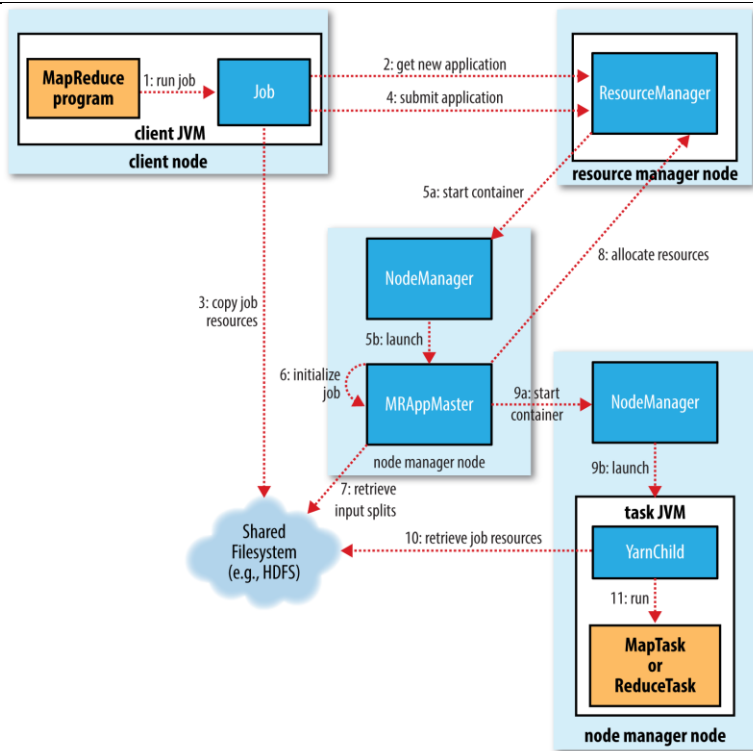 MapReduce
program
1: run job
Job
client JVM
client node
2: get new application
4: submit application
ResourceManager
resource manager node
5a: start container
8: allocate resources
3: copy job
resources
NodeManager
5b: launch
6: initialize
job
MRAppMaster
node manager node
9a: start
container
NodeManager
9b: launch
7: retrieve
input splits
Shared
Filesystem
(e.g., HDFS)
10: retrieve job resources
task JVM
YarnChild
11: run
MapTask
or
ReduceTask
node manager node